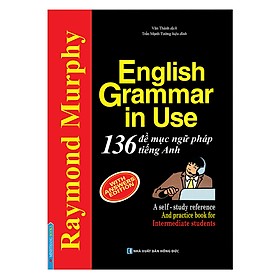 Văn Thành dịch
Trần Mạnh Tường hiệu đính
Raymond Murphy
English
Grammar
in Use
136 đề mục ngữ pháp
tiếng Anh
WITH
ANSWERS
EDITION
A self - study reference
And practice book for
Intermediate students
NHÀ XUẤT BẢN HỒNG ĐỨC